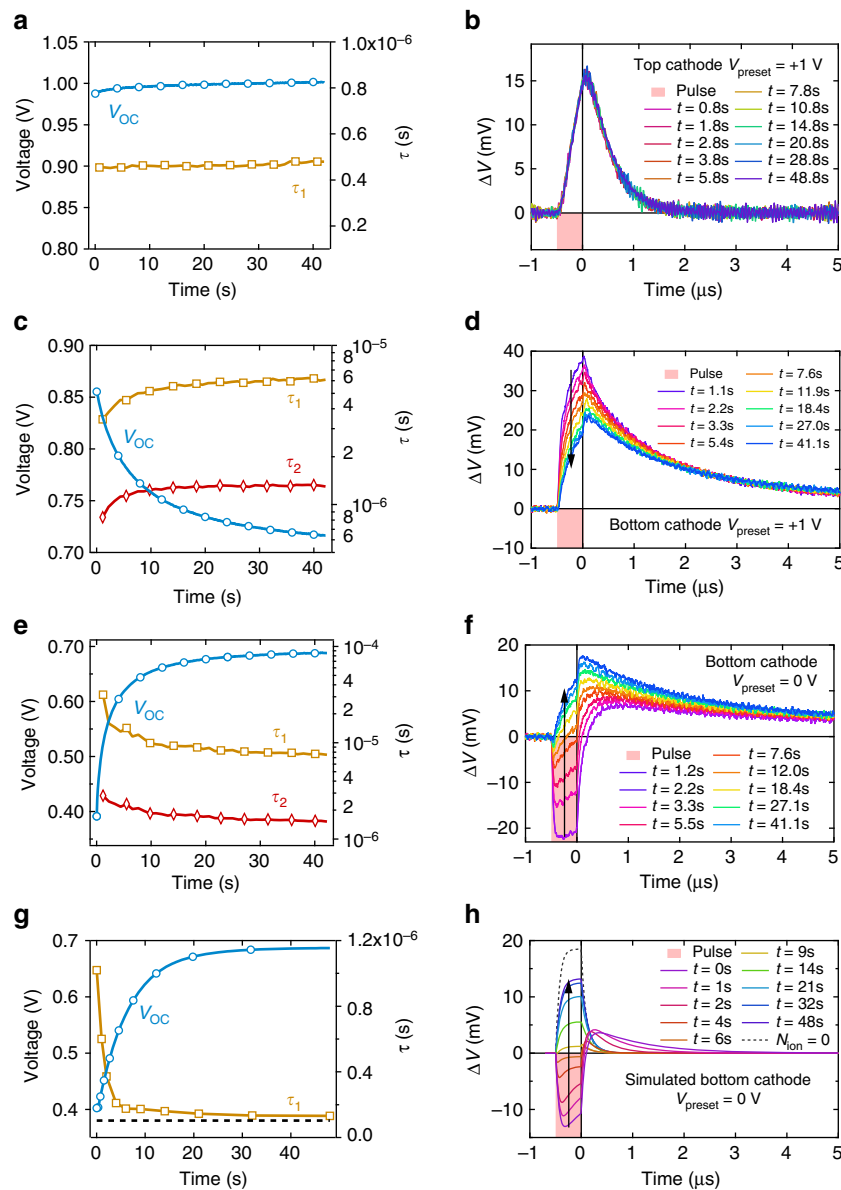 a
1.05
1.00
0.95
0.90
0.85
0.80
Voltage (V)
V_OC
τ_1
1.0x10^-6
0.8
0.6
0.4
0.2
τ (s)
0 10 20 30 40
Time (s)
b
15
10
5
0
ΔV (mV)
Top cathode V_preset = +1 V
Pulse
t = 0.8s
t = 1.8s
t = 2.8s
t = 3.8s
t = 5.8s
t = 7.8s
t = 10.8s
t = 14.8s
t = 20.8s
t = 28.8s
t = 48.8s
-1 0 1 2 3 4 5
Time (μs)
c
0.90
0.85
0.80
0.75
0.70
Voltage (V)
τ_1
V_OC
τ_2
10^-5
8
6
4
2
10^-6
8
6
τ (s)
0 10 20 30 40
Time (s)
d
40
30
20
10
0
-10
ΔV (mV)
Pulse
t = 1.1s
t = 2.2s
t = 3.3s
t = 5.4s
t = 7.6s
t = 11.9s
t = 18.4s
t = 27.0s
t = 41.1s
Bottom cathode V_preset = +1 V
-1 0 1 2 3 4 5
Time (μs)
e
0.70
0.60
0.50
0.40
Voltage (V)
V_OC
τ_1
τ_2
10^-4
8
4
3
2
10^-5
8
4
3
2
10^-6
τ (s)
0 10 20 30 40
Time (s)
f
20
10
0
-10
-20
ΔV (mV)
Bottom cathode
V_preset = 0 V
Pulse
t = 1.2s
t = 2.2s
t = 3.3s
t = 5.5s
t = 7.6s
t = 12.0s
t = 18.4s
t = 27.1s
t = 41.1s
-1 0 1 2 3 4 5
Time (μs)
g
0.7
0.6
0.5
0.4
Voltage (V)
V_OC
τ_1
1.2x10^-6
0.8
0.6
0.4
0.2
0.0
τ (s)
0 10 20 30 40
Time (s)
h
20
10
0
-10
ΔV (mV)
Pulse
t = 0s
t = 1s
t = 2s
t = 4s
t = 6s
t = 9s
t = 14s
t = 21s
t = 32s
t = 48s
N_ion = 0
Simulated bottom cathode
V_preset = 0 V
-1 0 1 2 3 4 5
Time (μs)